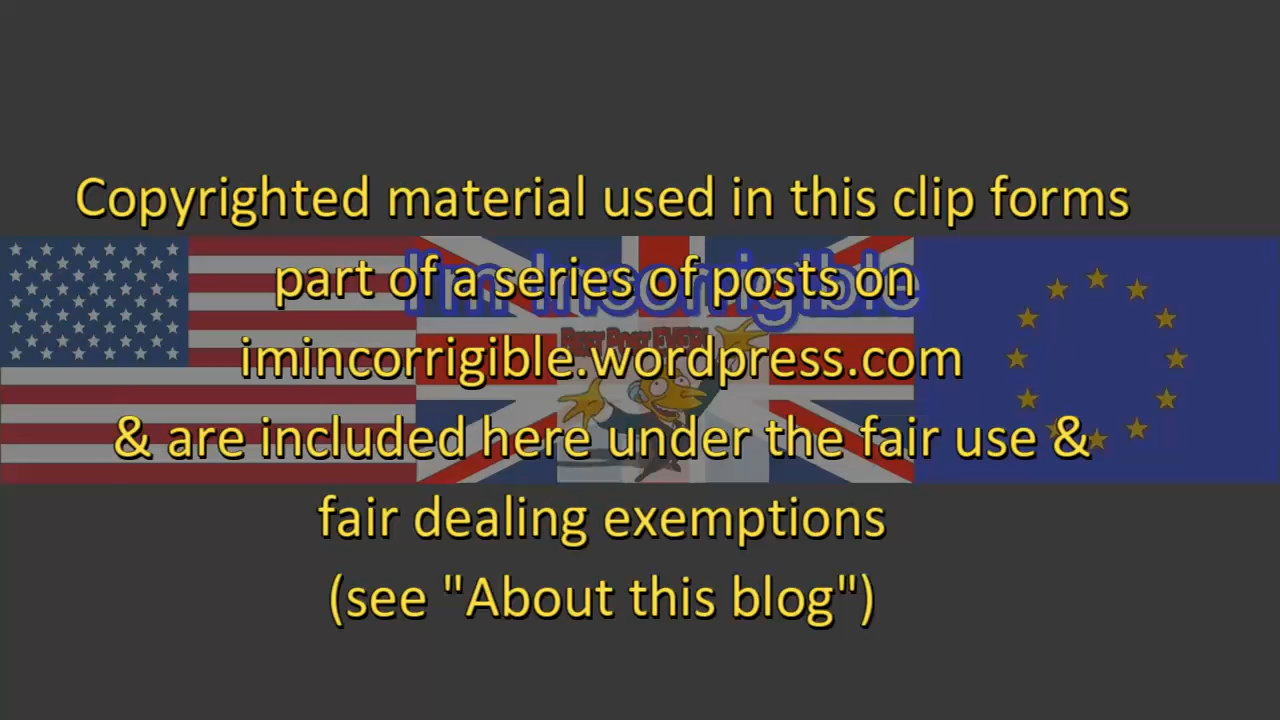 Copyrighted material used in this clip forms
part of a series of posts on
I'm Incorrigible
imincorrigible.wordpress.com
& are included here under the fair use &
fair dealing exemptions
(see "About this blog")